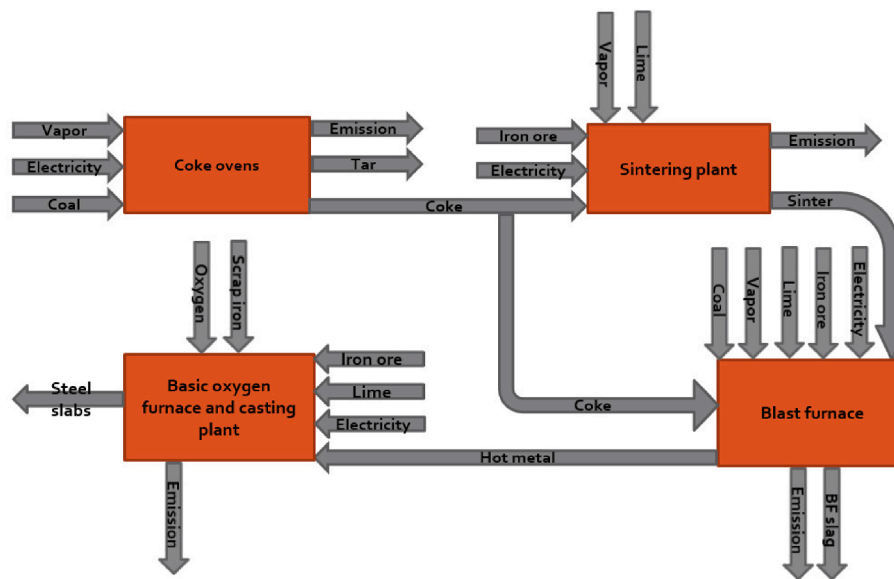 Vapor
Lime
Vapor
Electricity
Coal
Coke ovens
Emission
Tar
Coke
Iron ore
Electricity
Sintering plant
Emission
Sinter
Oxygen
Scrap iron
Coal
Vapor
Lime
Iron ore
Electricity
Steel
slabs
Basic oxygen
furnace and casting
plant
Iron ore
Lime
Electricity
Coke
Blast furnace
Hot metal
Emission
Emission
BF slag